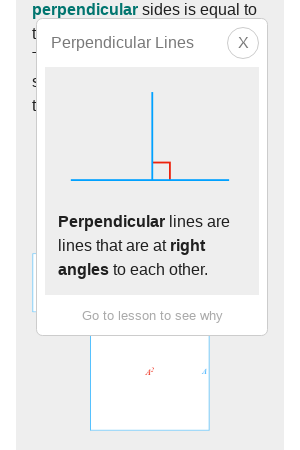 perpendicular sides is equal to
Perpendicular Lines
X
Perpendicular lines are
lines that are at right
angles to each other.
Go to lesson to see why
A²
A